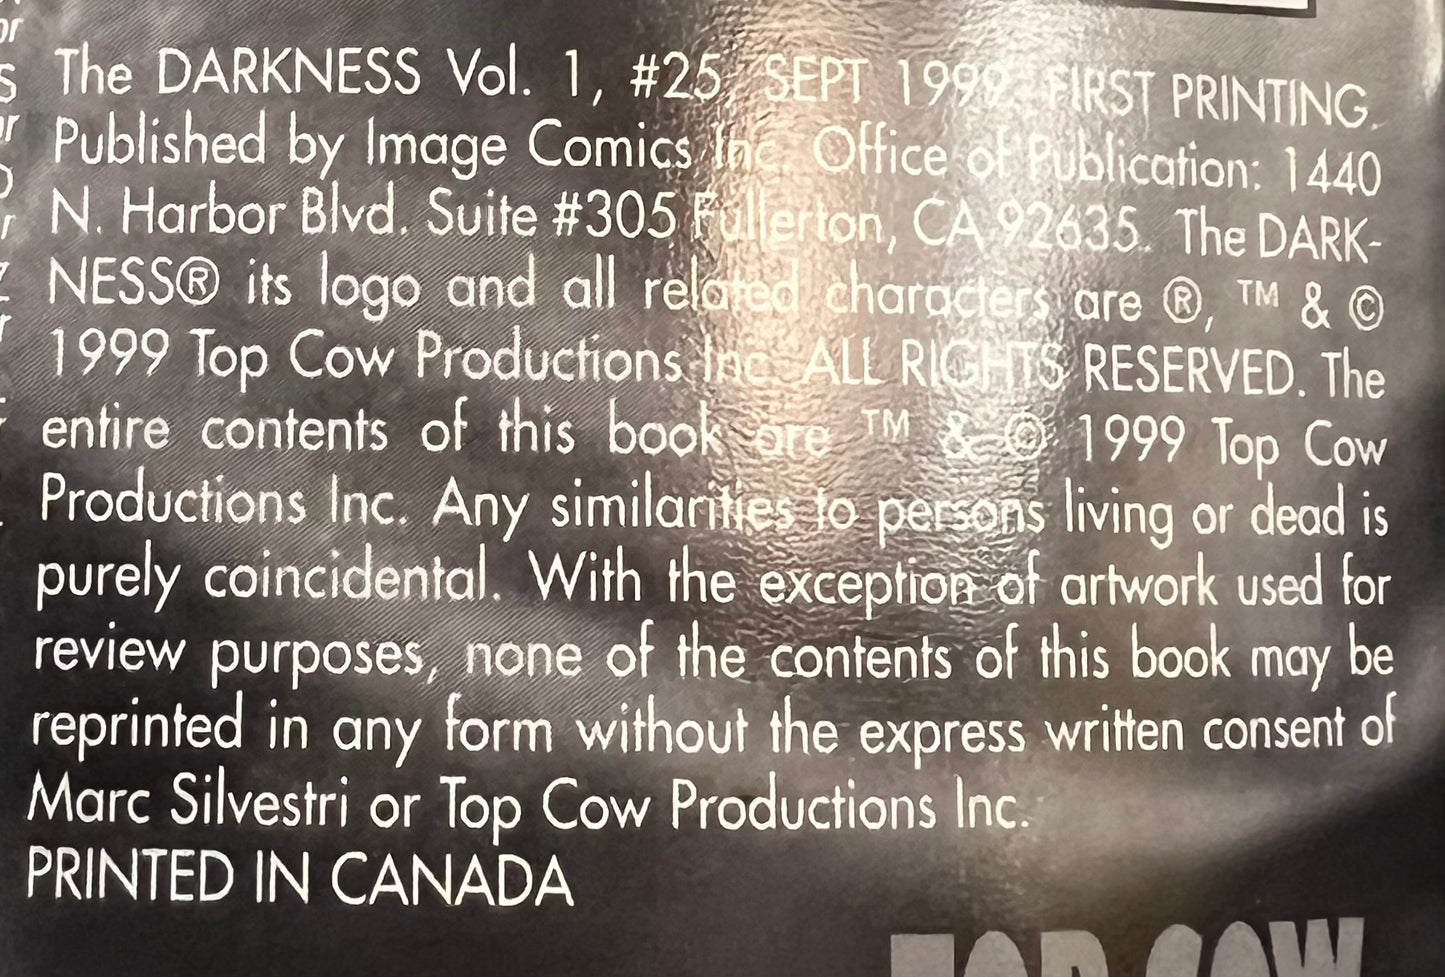 The DARKNESS Vol. 1, #25, SEPT 1999. FIRST PRINTING.
Published by Image Comics Inc. Office of Publication: 1440
N. Harbor Blvd. Suite #305 Fullerton, CA 92635. The DARK-
NESS® its logo and all related characters are ®, ™ & ©
1999 Top Cow Productions Inc. ALL RIGHTS RESERVED. The
entire contents of this book are ™ & © 1999 Top Cow
Productions Inc. Any similarities to persons living or dead is
purely coincidental. With the exception of artwork used for
review purposes, none of the contents of this book may be
reprinted in any form without the express written consent of
Marc Silvestri or Top Cow Productions Inc.
PRINTED IN CANADA
TOP COW